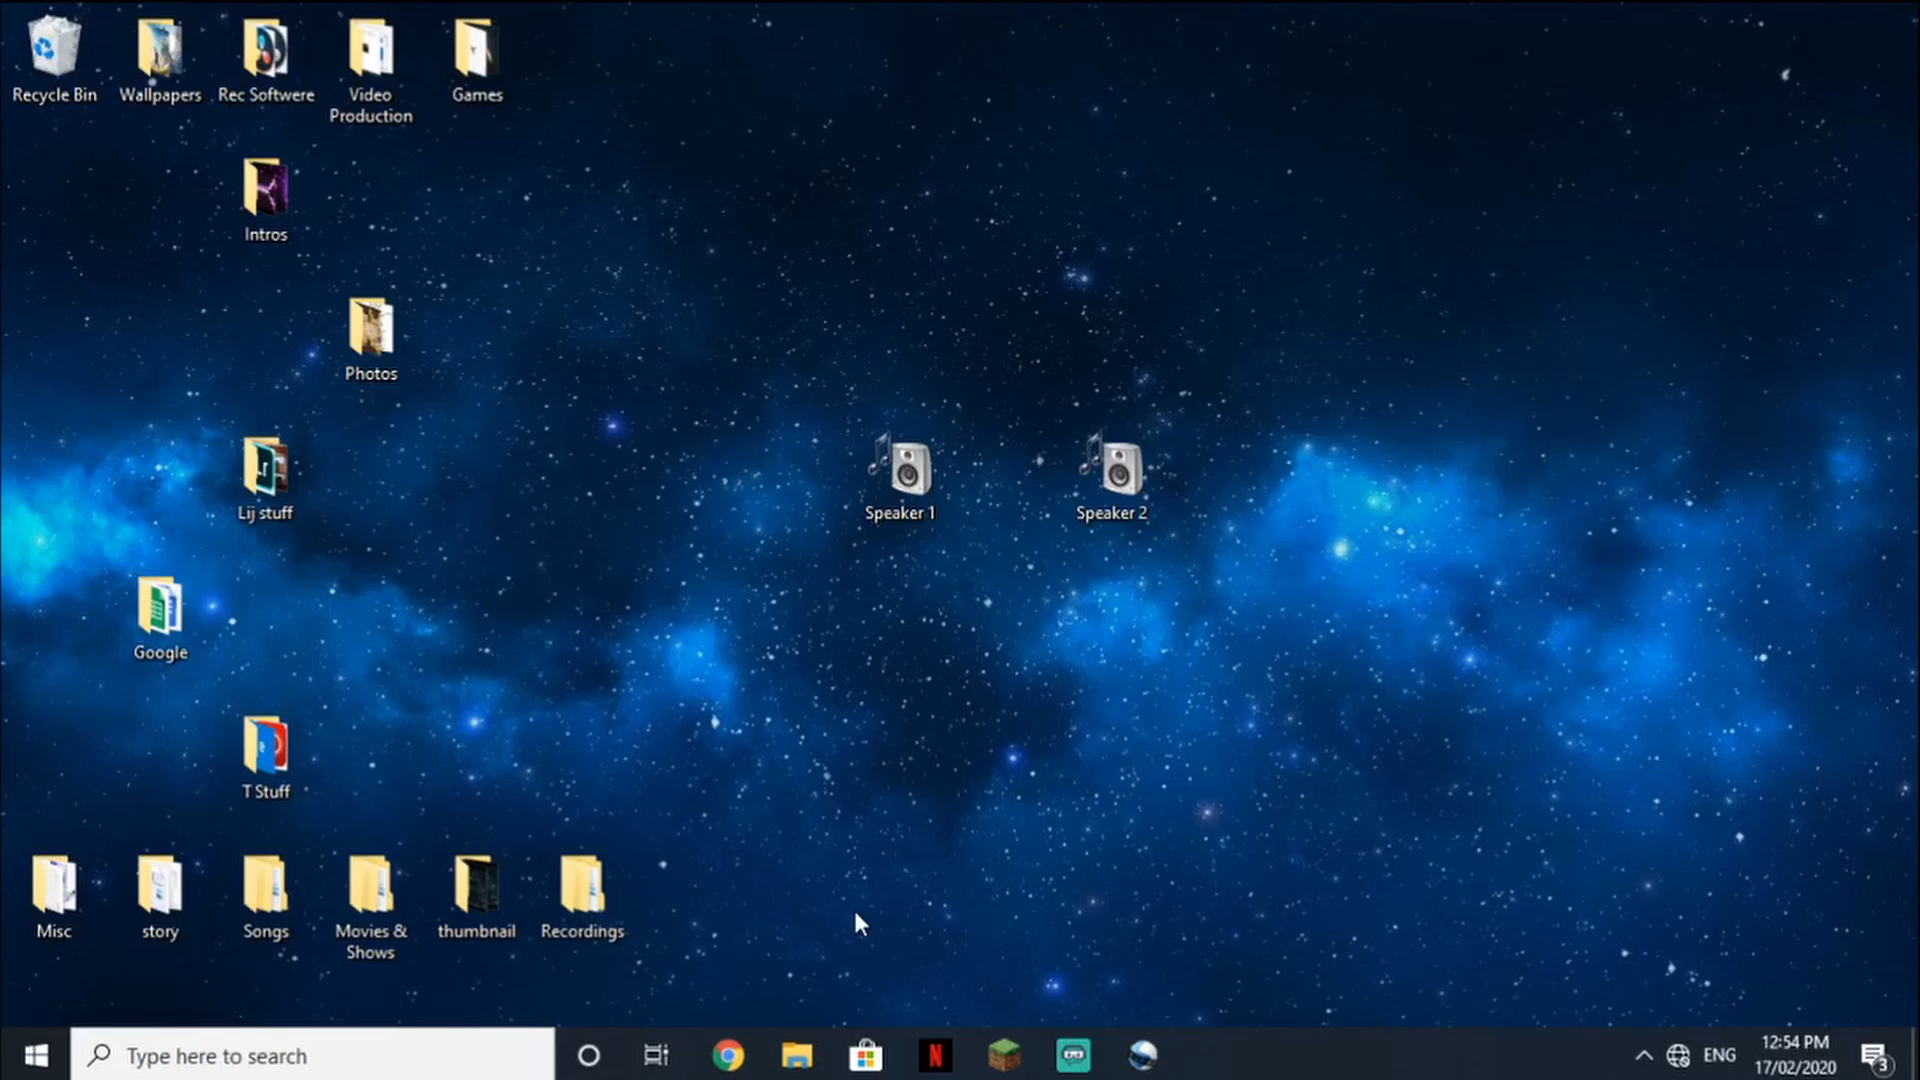 Recycle Bin
Wallpapers
Rec Softwere
Video
Production
Games
Intros
Photos
Lij stuff
Speaker 1
Speaker 2
Google
T Stuff
Misc
story
Songs
Movies &
Shows
thumbnail
Recordings
Type here to search
N
ENG
12:54 PM
17/02/2020
3